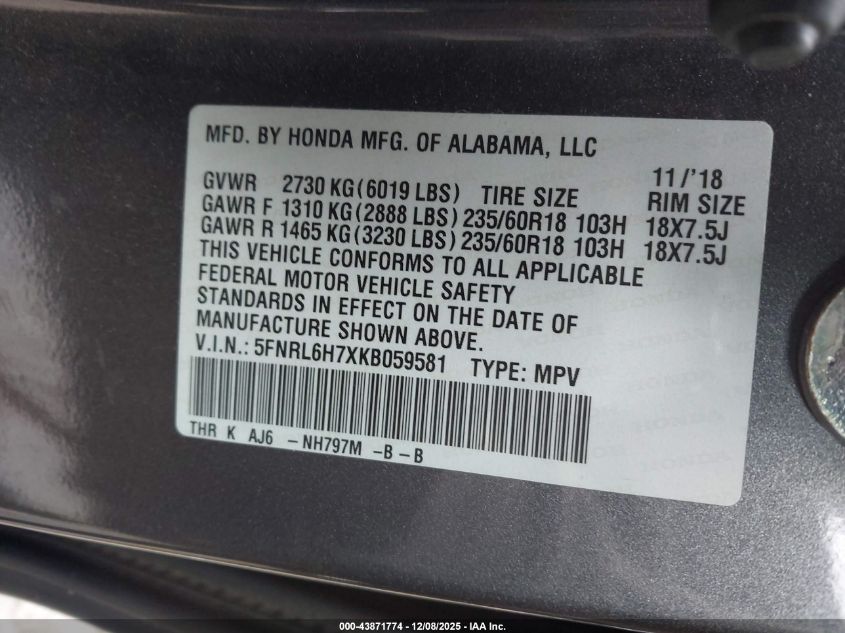 MFD. BY HONDA MFG. OF ALABAMA, LLC
11/'18
GVWR 2730 KG(6019 LBS) TIRE SIZE RIM SIZE
GAWR F 1310 KG(2888 LBS) 235/60R18 103H 18X7.5J
GAWR R 1465 KG(3230 LBS) 235/60R18 103H 18X7.5J
THIS VEHICLE CONFORMS TO ALL APPLICABLE
FEDERAL MOTOR VEHICLE SAFETY
STANDARDS IN EFFECT ON THE DATE OF
MANUFACTURE SHOWN ABOVE.
V.I.N.: 5FNRL6H7XKB059581 TYPE: MPV
THR K AJ6 -NH797M -B-B
000-43871774 - 12/08/2025 - IAA Inc.